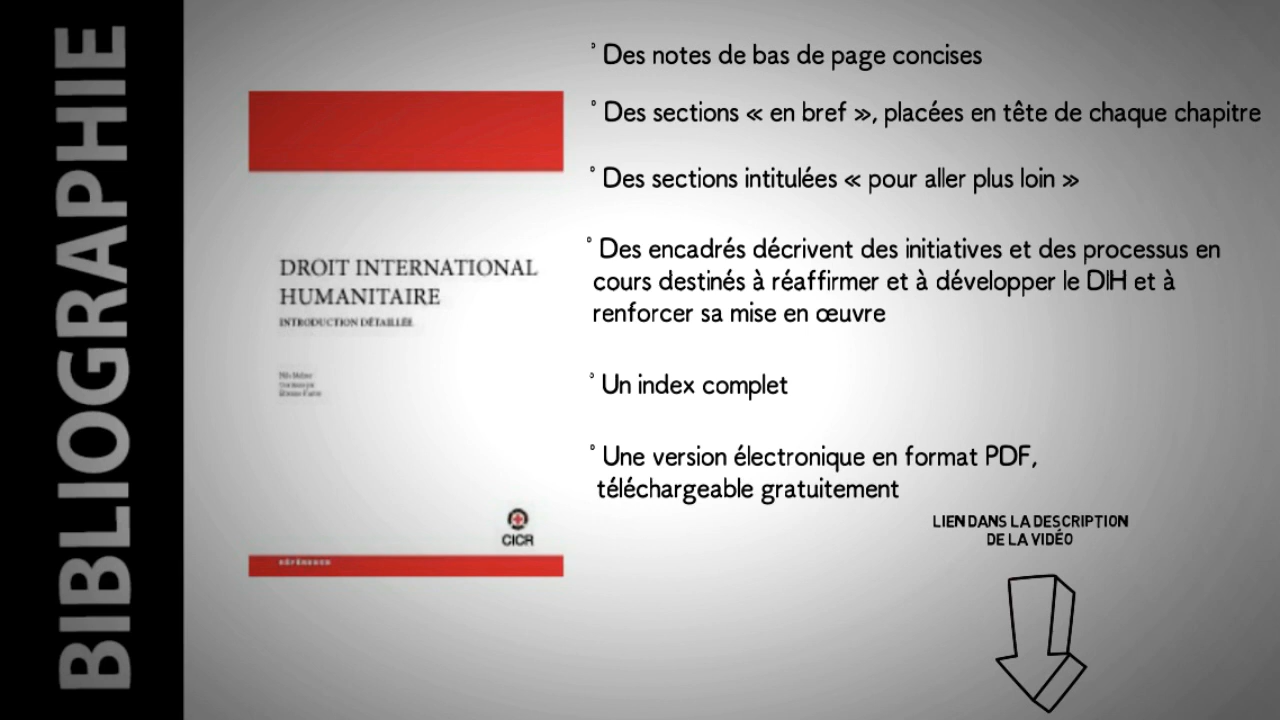 BIBLIOGRAPHIE
° Des notes de bas de page concises
° Des sections « en bref », placées en tête de chaque chapitre
° Des sections intitulées « pour aller plus loin »
° Des encadrés décrivent des initiatives et des processus en
cours destinés à réaffirmer et à développer le DIH et à
renforcer sa mise en œuvre
° Un index complet
° Une version électronique en format PDF,
téléchargeable gratuitement
LIEN DANS LA DESCRIPTION
DE LA VIDÉO
DROIT INTERNATIONAL
HUMANITAIRE
INTRODUCTION DÉTAILLÉE
CICR
RÉFÉRENCE